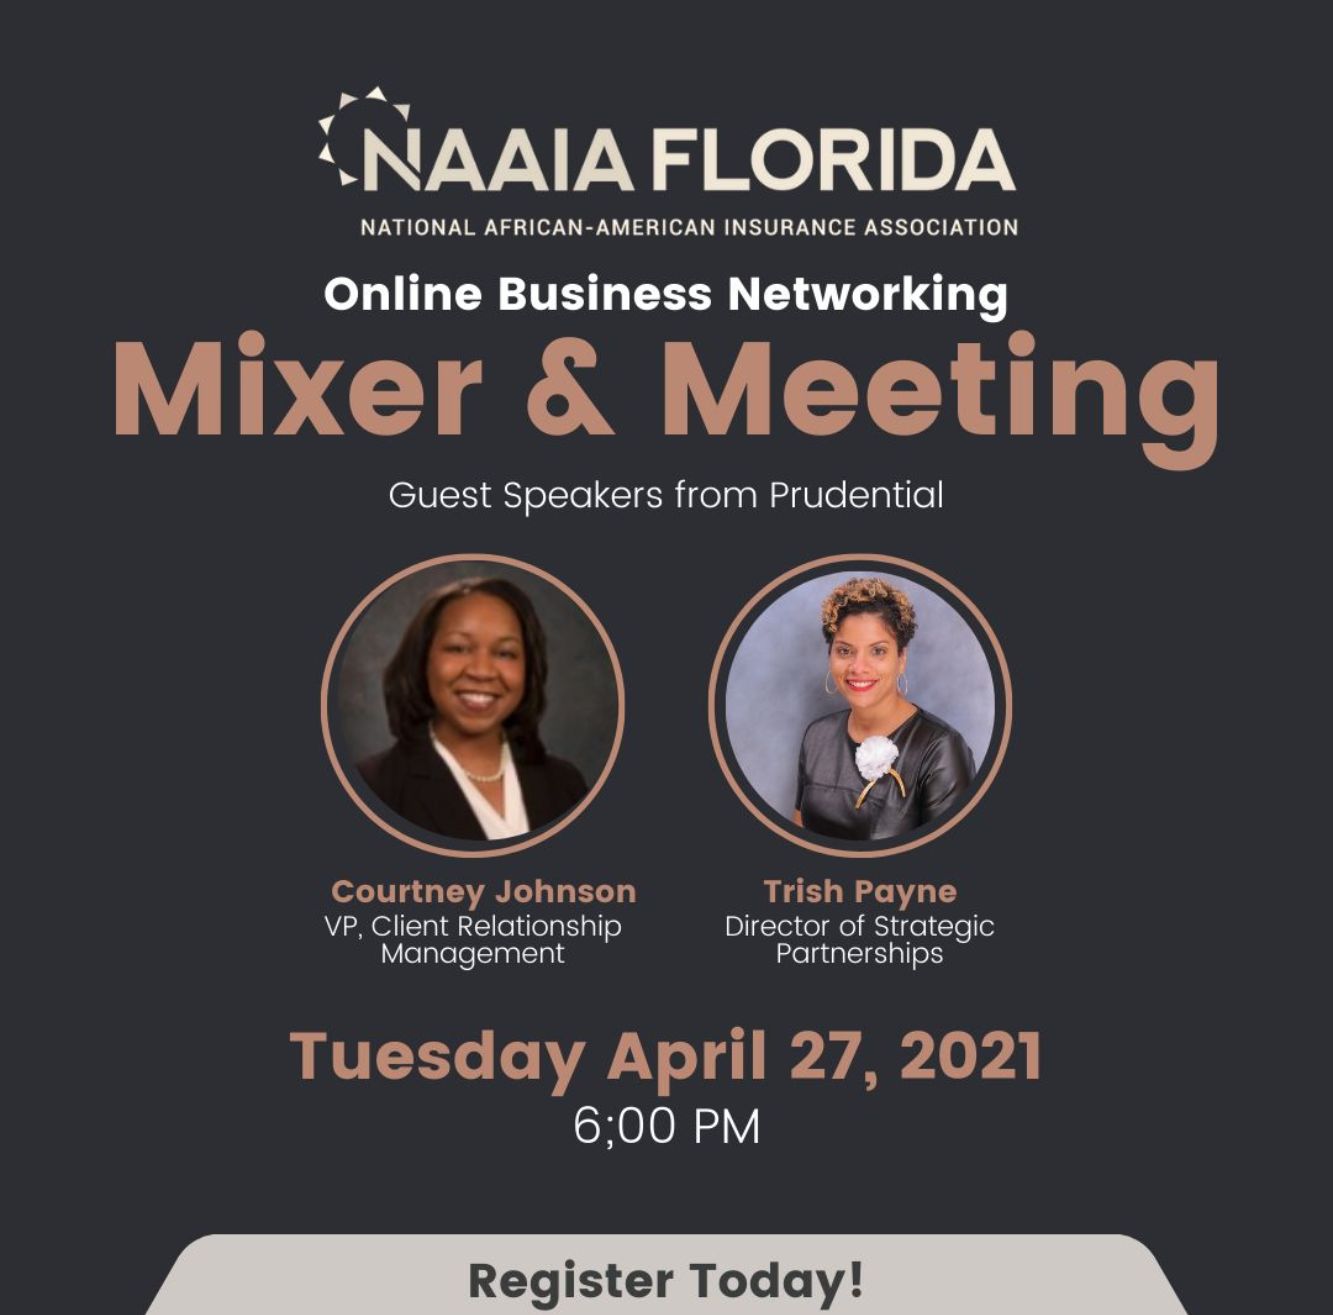 NAAIA FLORIDA
NATIONAL AFRICAN-AMERICAN INSURANCE ASSOCIATION
Online Business Networking
Mixer & Meeting
Guest Speakers from Prudential
Courtney Johnson
VP, Client Relationship
Management
Trish Payne
Director of Strategic
Partnerships
Tuesday April 27, 2021
6;00 PM
Register Today!